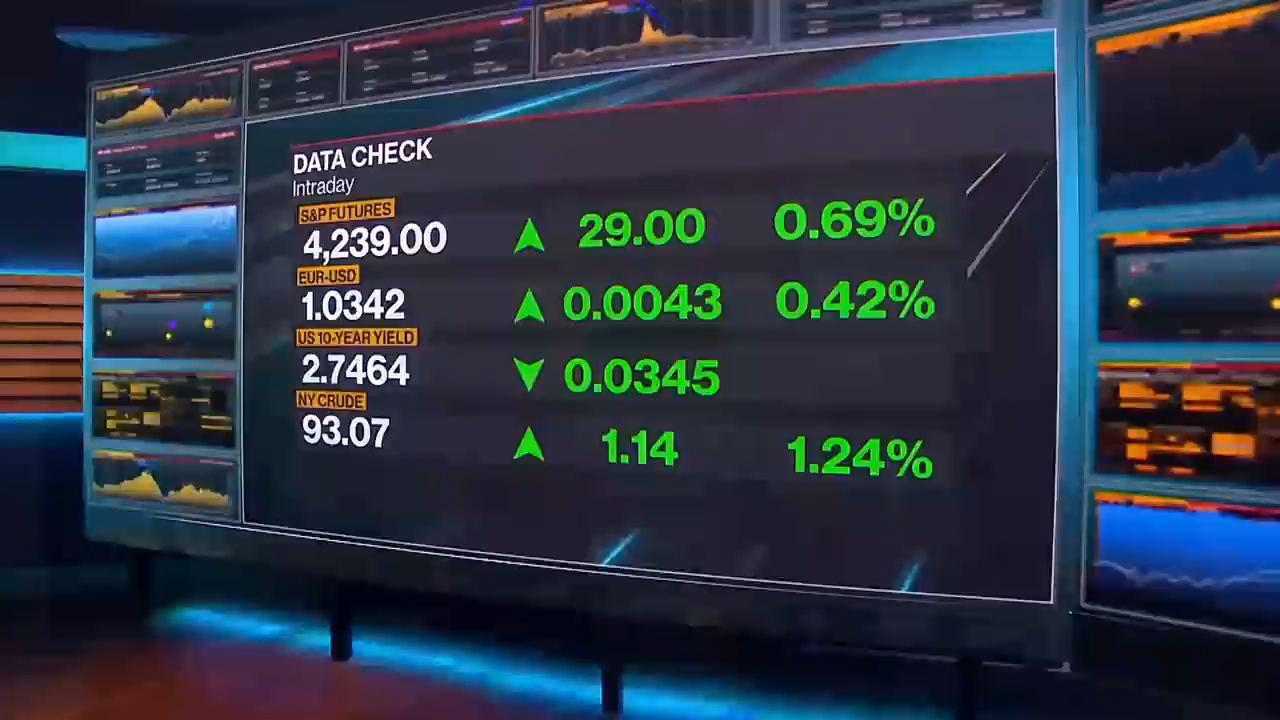 DATA CHECK
Intraday
S&P FUTURES
4,239.00 29.00 0.69%
EUR-USD
1.0342 0.0043 0.42%
US 10-YEAR YIELD
2.7464 0.0345
NY CRUDE
93.07 1.14 1.24%